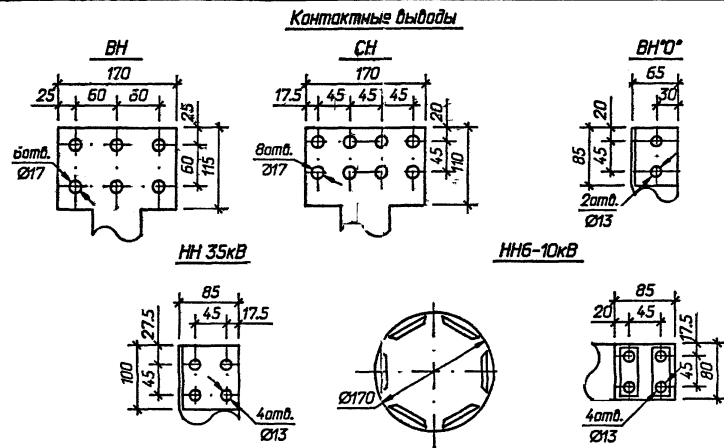 Контактные выводы
ВН
170
25 60 60 25
60 115
6отв.
Ø17
СН
170
17.5 45 45 45 20
45 110
8отв.
Ø17
ВН"0"
65
30
20
85 45
2отв.
Ø13
НН 35кВ
85
45 17.5
27.5
100 45
4отв.
Ø13
Ø170
НН6-10кВ
85
20 45 17.5
45 80
4отв.
Ø13